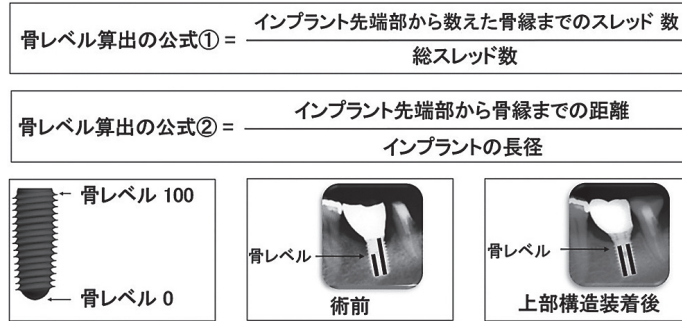 骨レベル算出の公式① =
インプラント先端部から数えた骨縁までのスレッド 数
総スレッド数
骨レベル算出の公式② =
インプラント先端部から骨縁までの距離
インプラントの長径
骨レベル 100
骨レベル 0
骨レベル
術前
骨レベル
上部構造装着後